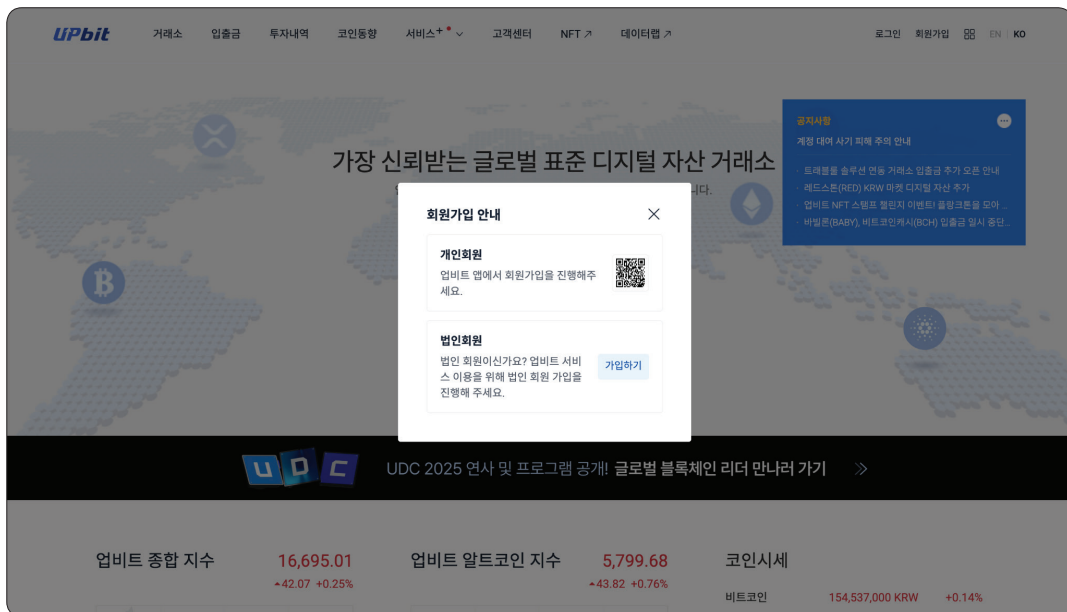 UPbit 거래소 입출금 투자내역 코인동향 서비스+ 고객센터 NFT ↗ 데이터랩 ↗ 로그인 회원가입 EN | KO
공지사항
계정 대여 사기 피해 주의 안내
가장 신뢰받는 글로벌 표준 디지털 자산 거래소
· 트래블룰 솔루션 연동 거래소 입출금 추가 오픈 안내
· 레드스톤(RED) KRW 마켓 디지털 자산 추가
니다.
· 업비트 NFT 스탬프 챌린지 이벤트! 플랑크톤을 모아 ...
· 바빌론(BABY), 비트코인캐시(BCH) 입출금 일시 중단...
회원가입 안내
개인회원
업비트 앱에서 회원가입을 진행해주
세요.
법인회원
법인 회원이신가요? 업비트 서비
스 이용을 위해 법인 회원 가입을
진행해 주세요.
가입하기
UDC UDC 2025 연사 및 프로그램 공개! 글로벌 블록체인 리더 만나러 가기
업비트 종합 지수 16,695.01
42.07 +0.25%
업비트 알트코인 지수 5,799.68
43.82 +0.76%
코인시세
비트코인 154,537,000 KRW +0.14%